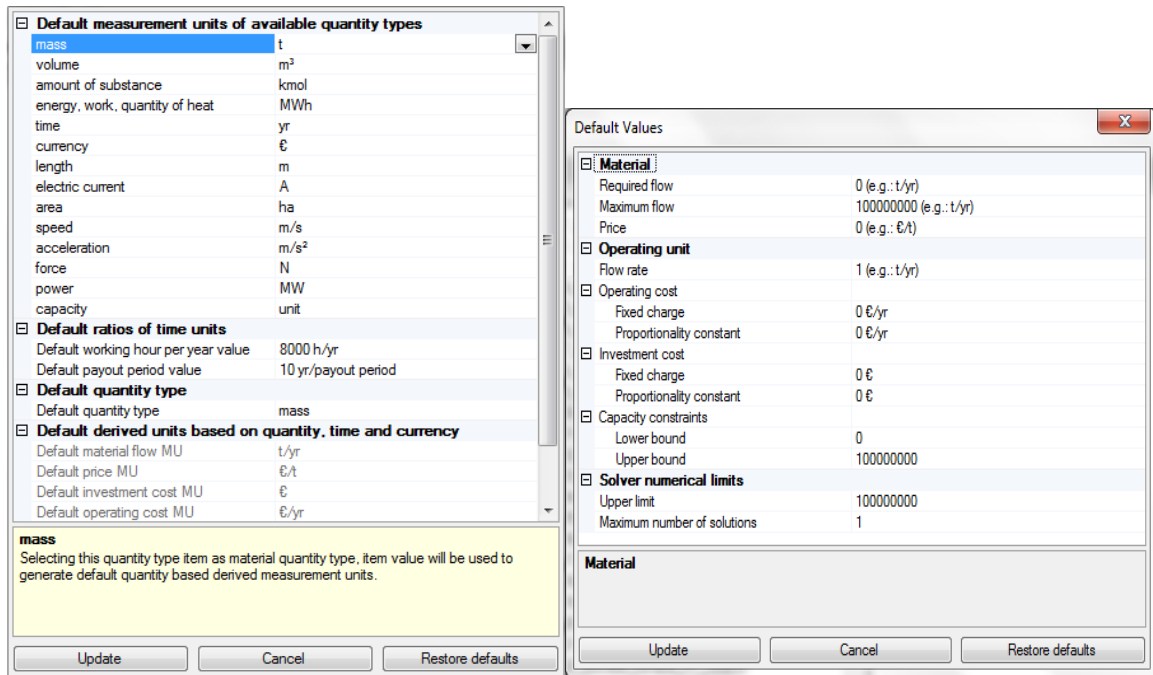 Default measurement units of available quantity types
mass t
volume m³
amount of substance kmol
energy, work, quantity of heat MWh
time yr
currency €
length m
electric current A
area ha
speed m/s
acceleration m/s²
force N
power MW
capacity unit
Default ratios of time units
Default working hour per year value 8000 h/yr
Default payout period value 10 yr/payout period
Default quantity type
Default quantity type mass
Default derived units based on quantity, time and currency
Default material flow MU t/yr
Default price MU €/t
Default investment cost MU €
Default operating cost MU €/yr
mass
Selecting this quantity type item as material quantity type, item value will be used to
generate default quantity based derived measurement units.
Update Cancel Restore defaults
Default Values
Material
Required flow 0 (e.g.: t/yr)
Maximum flow 100000000 (e.g.: t/yr)
Price 0 (e.g.: €/t)
Operating unit
Flow rate 1 (e.g.: t/yr)
Operating cost
Fixed charge 0 €/yr
Proportionality constant 0 €/yr
Investment cost
Fixed charge 0 €
Proportionality constant 0 €
Capacity constraints
Lower bound 0
Upper bound 100000000
Solver numerical limits
Upper limit 100000000
Maximum number of solutions 1
Material
Update Cancel Restore defaults